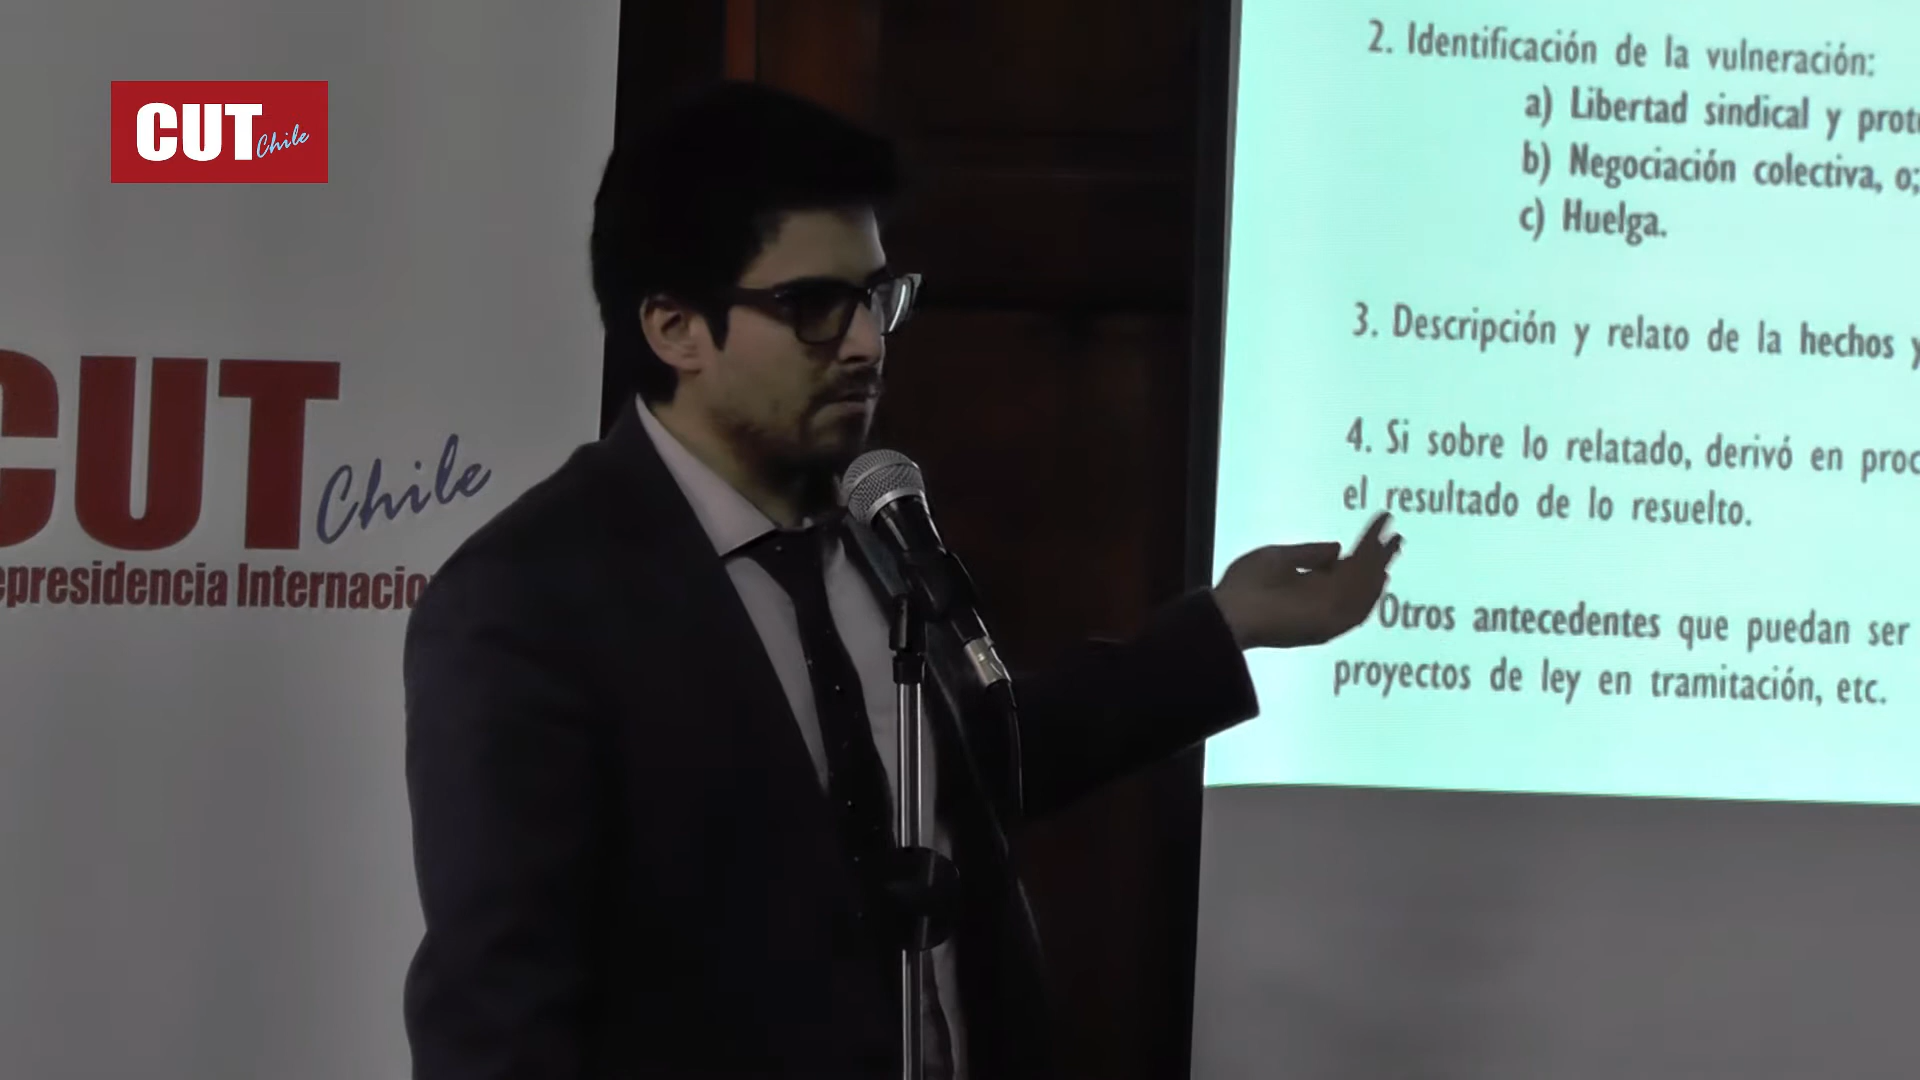 CUT Chile
CUT
Chile
epresidencia Internacio
2. Identificación de la vulneración:
a) Libertad sindical y prot
b) Negociación colectiva, o;
c) Huelga.
3. Descripción y relato de la hechos y
4. Si sobre lo relatado, derivó en proc
el resultado de lo resuelto.
Otros antecedentes que puedan ser
proyectos de ley en tramitación, etc.